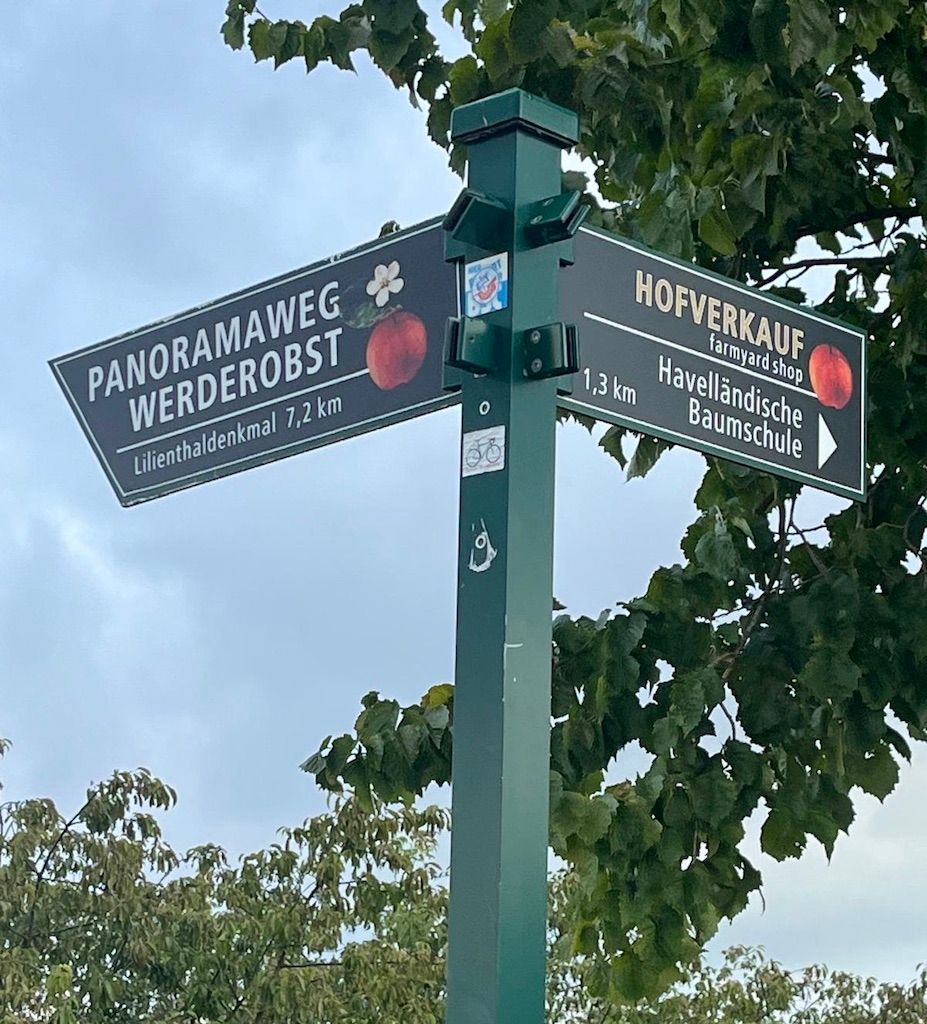 PANORAMAWEG
WERDEROBST
Lilienthaldenkmal 7,2 km
HOFVERKAUF
farmyard shop
1,3 km
Havelländische
Baumschule